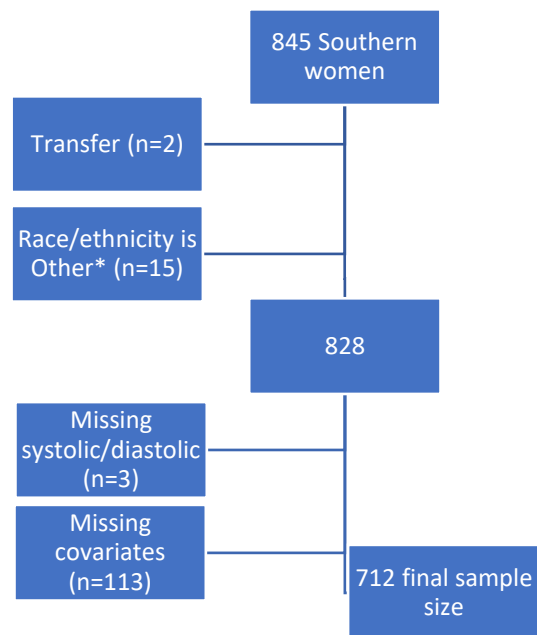 845 Southern
women
Transfer (n=2)
Race/ethnicity is
Other* (n=15)
828
Missing
systolic/diastolic
(n=3)
Missing
covariates
(n=113)
712 final sample
size